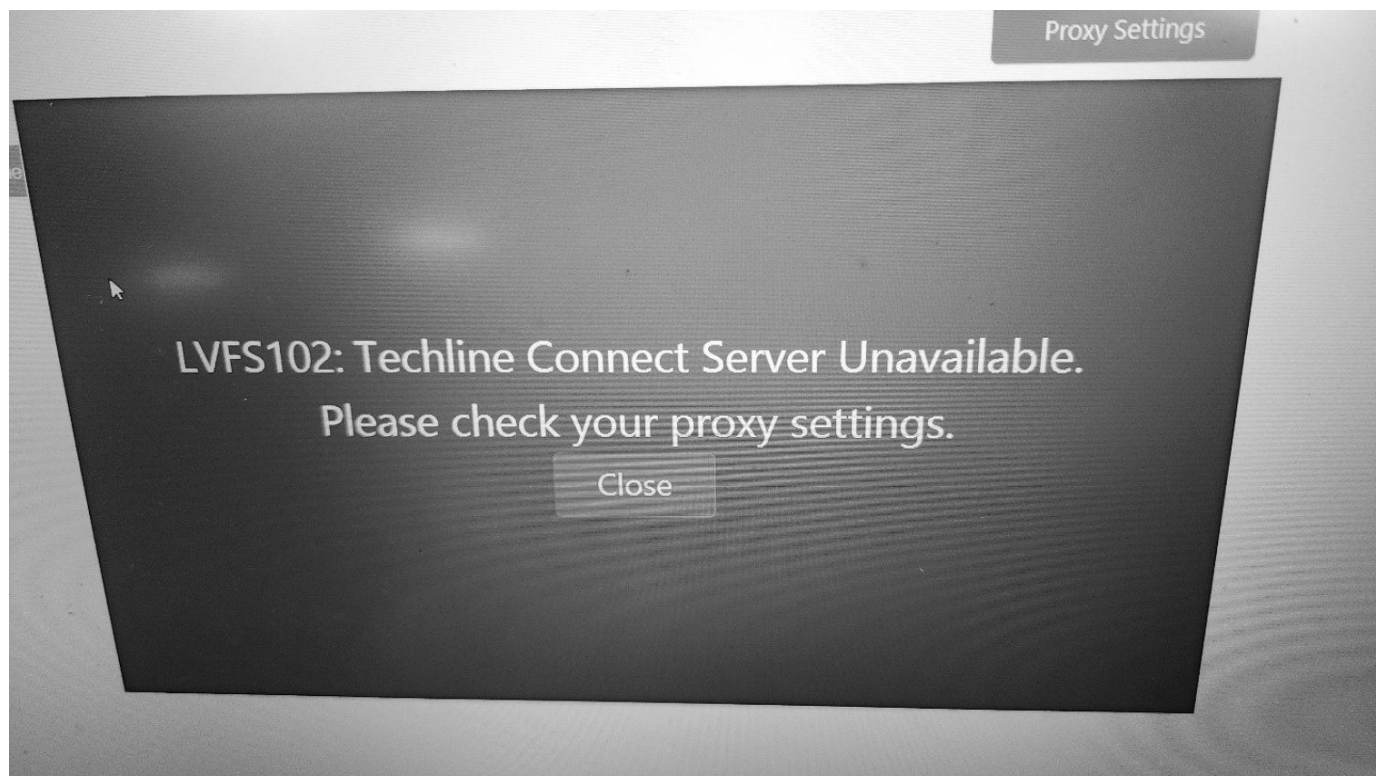 Proxy Settings
LVFS102: Techline Connect Server Unavailable.
Please check your proxy settings.
Close